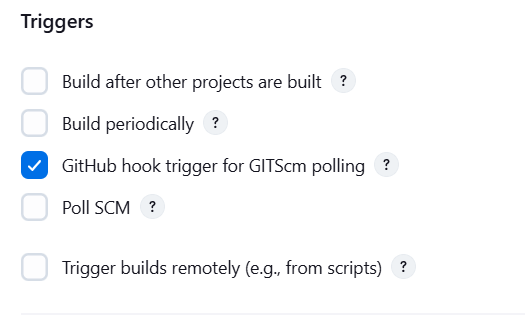 Triggers
Build after other projects are built ?
Build periodically ?
GitHub hook trigger for GITScm polling ?
Poll SCM ?
Trigger builds remotely (e.g., from scripts) ?